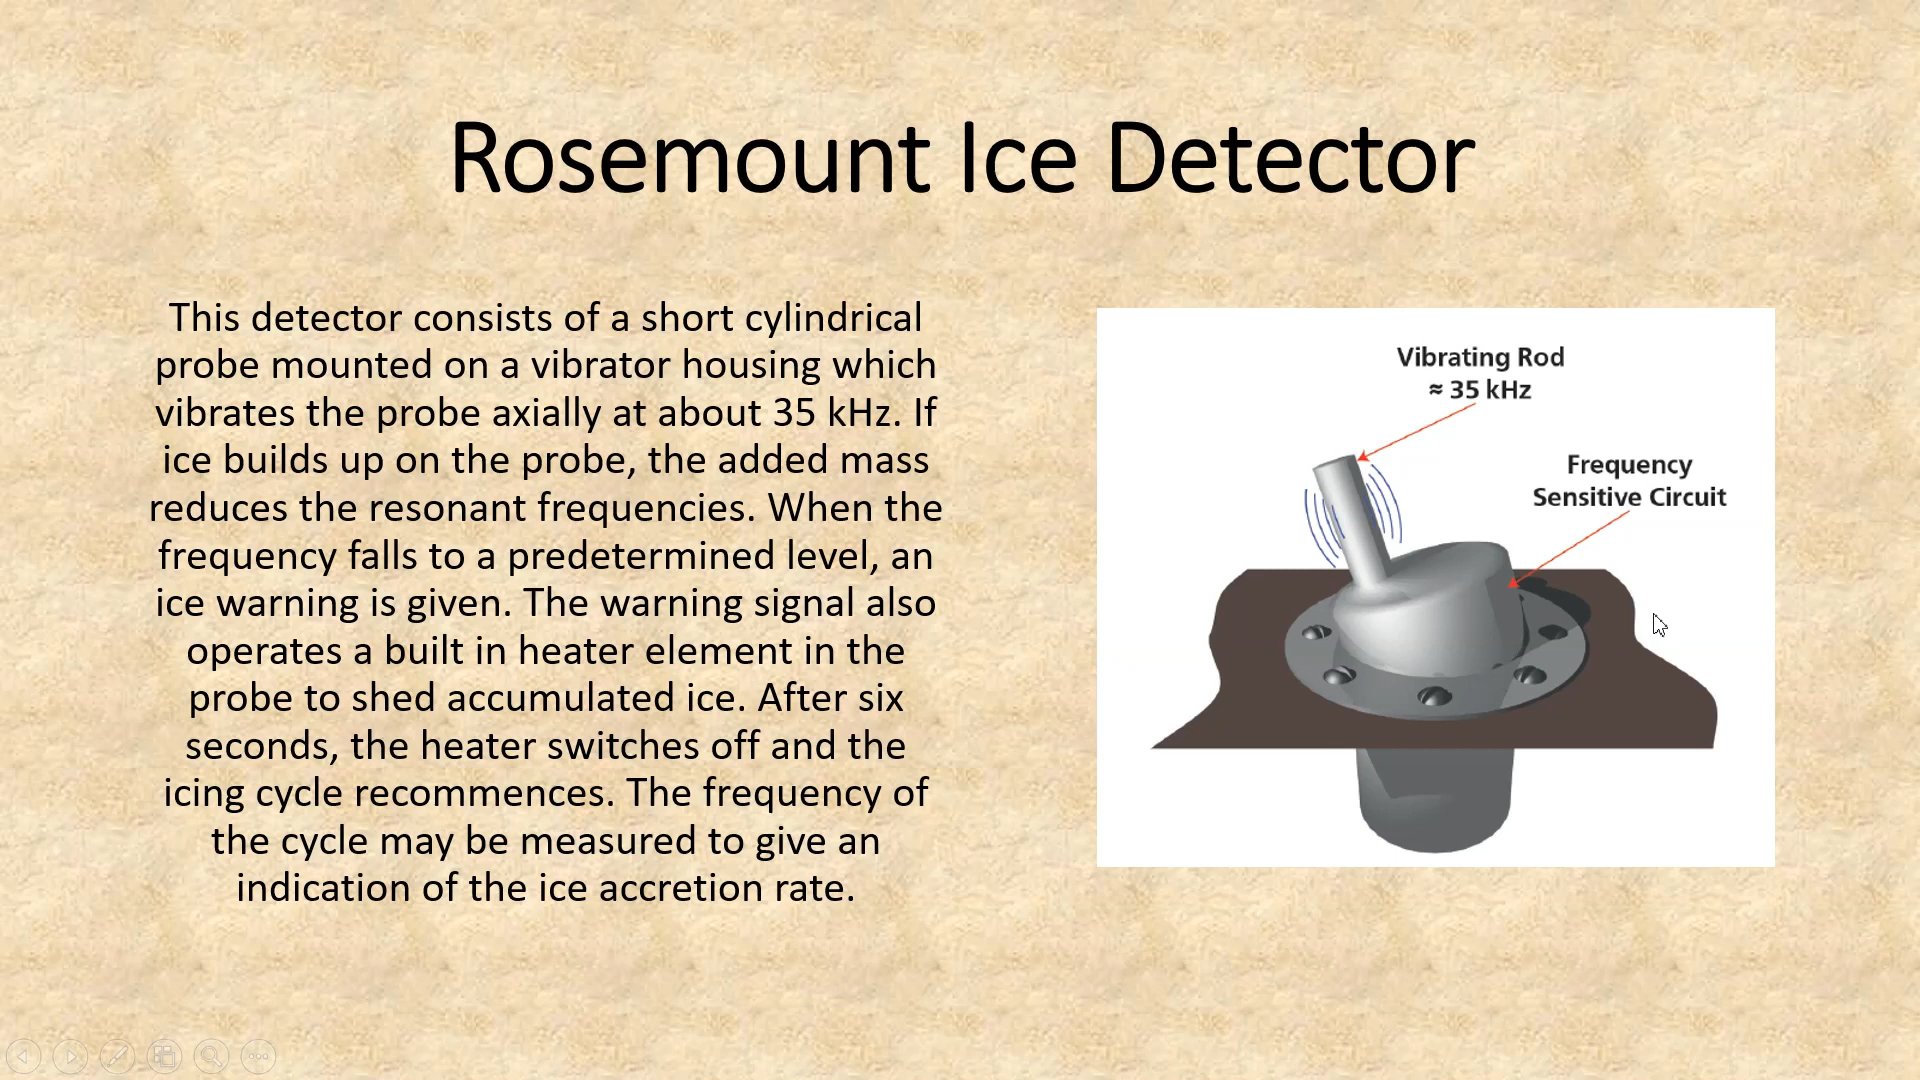 Rosemount Ice Detector
This detector consists of a short cylindrical
probe mounted on a vibrator housing which
vibrates the probe axially at about 35 kHz. If
ice builds up on the probe, the added mass
reduces the resonant frequencies. When the
frequency falls to a predetermined level, an
ice warning is given. The warning signal also
operates a built in heater element in the
probe to shed accumulated ice. After six
seconds, the heater switches off and the
icing cycle recommences. The frequency of
the cycle may be measured to give an
indication of the ice accretion rate.
Vibrating Rod
≈ 35 kHz
Frequency
Sensitive Circuit